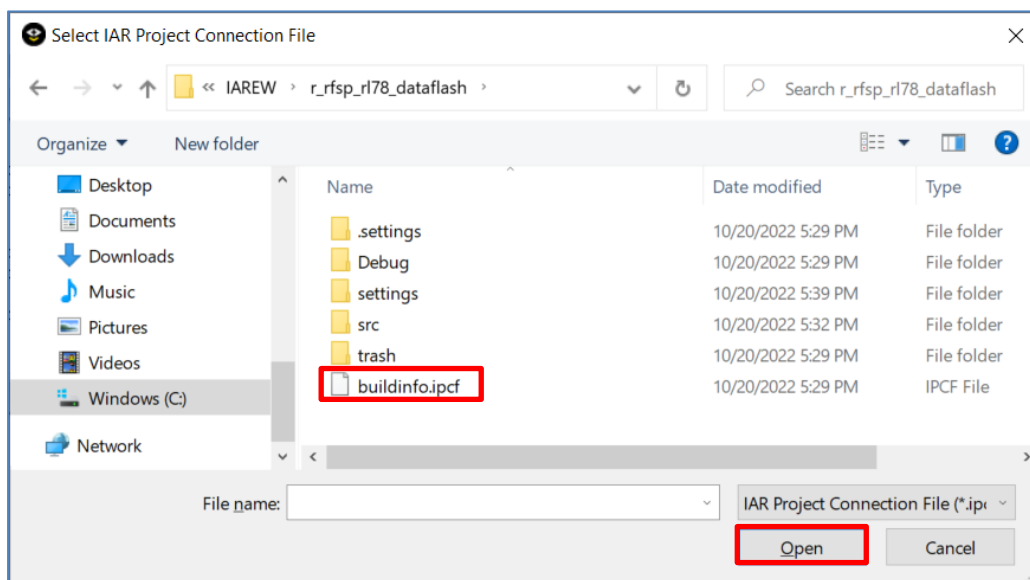 Select IAR Project Connection File
« IAREW › r_rfsp_rl78_dataflash ›
Search r_rfsp_rl78_dataflash
Organize New folder
?
Desktop
Documents
Downloads
Music
Pictures
Videos
Windows (C:)
Network
Name Date modified Type
.settings 10/20/2022 5:29 PM File folder
Debug 10/20/2022 5:29 PM File folder
settings 10/20/2022 5:39 PM File folder
src 10/20/2022 5:32 PM File folder
trash 10/20/2022 5:29 PM File folder
buildinfo.ipcf 10/20/2022 5:29 PM IPCF File
File name: IAR Project Connection File (*.ipc
Open Cancel